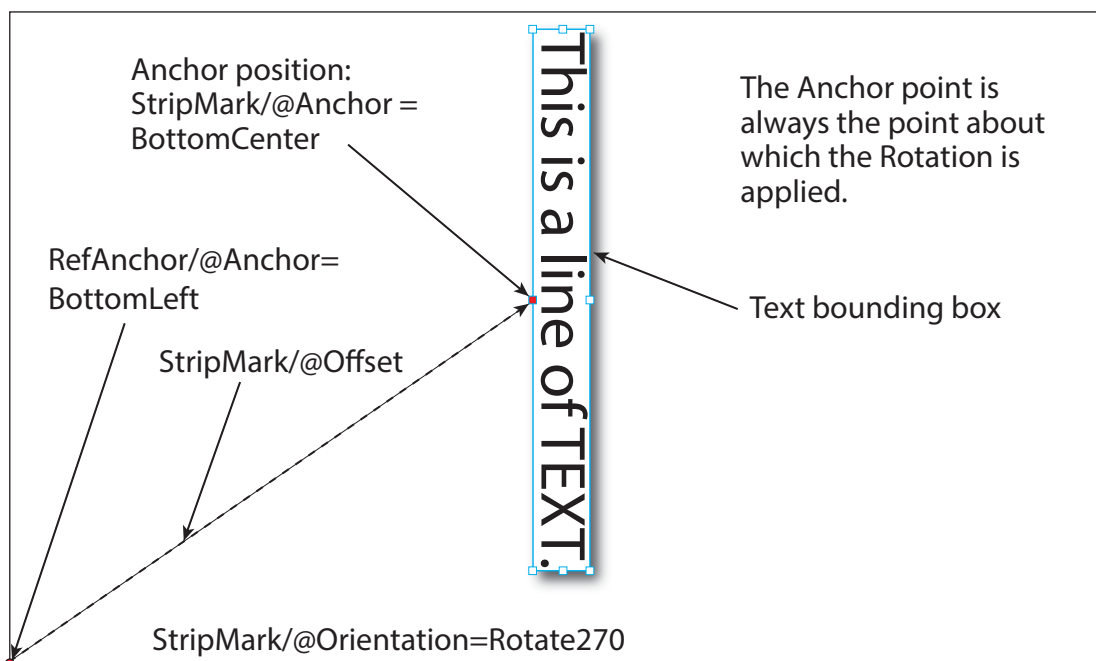 Anchor position:
StripMark/@Anchor =
BottomCenter
This is a line of TEXT.
The Anchor point is
always the point about
which the Rotation is
applied.
RefAnchor/@Anchor=
BottomLeft
Text bounding box
StripMark/@Offset
StripMark/@Orientation=Rotate270